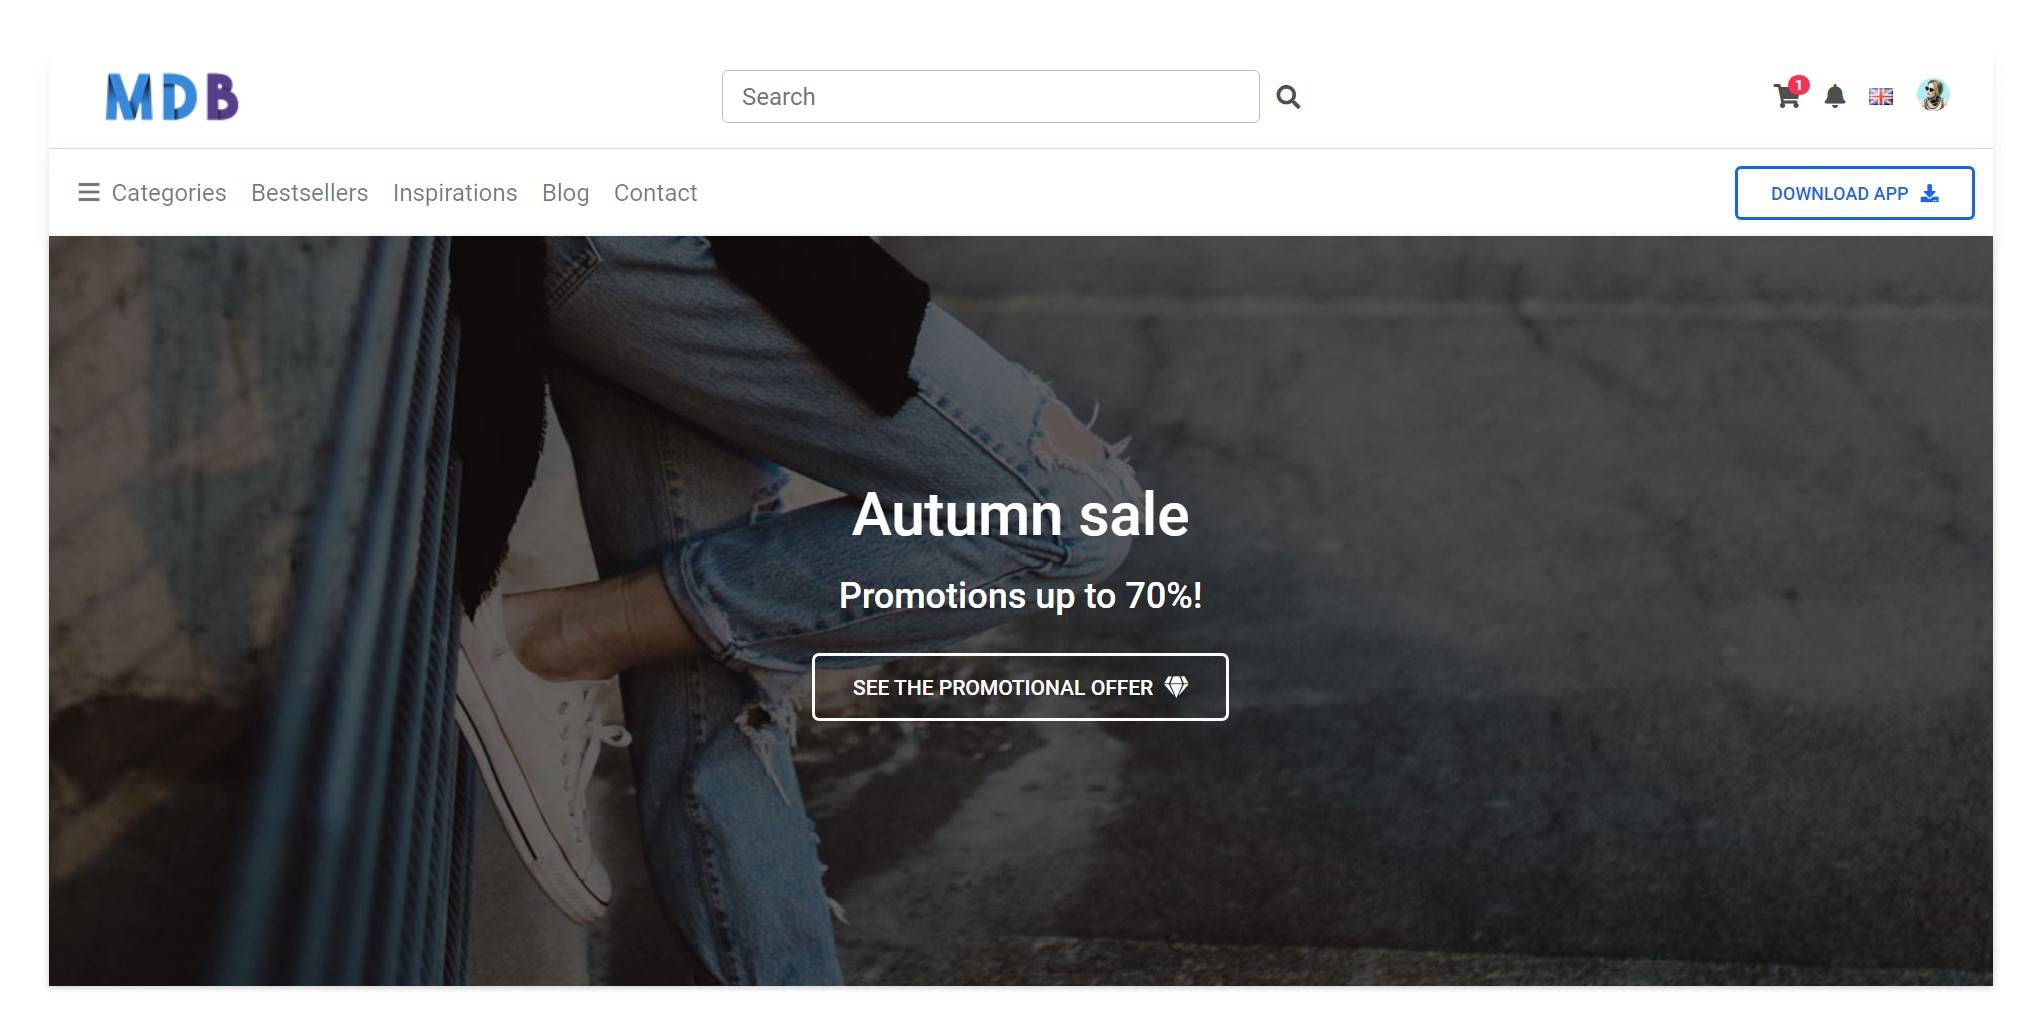 MDB
Search
1
Categories Bestsellers Inspirations Blog Contact
DOWNLOAD APP
Autumn sale
Promotions up to 70%!
SEE THE PROMOTIONAL OFFER